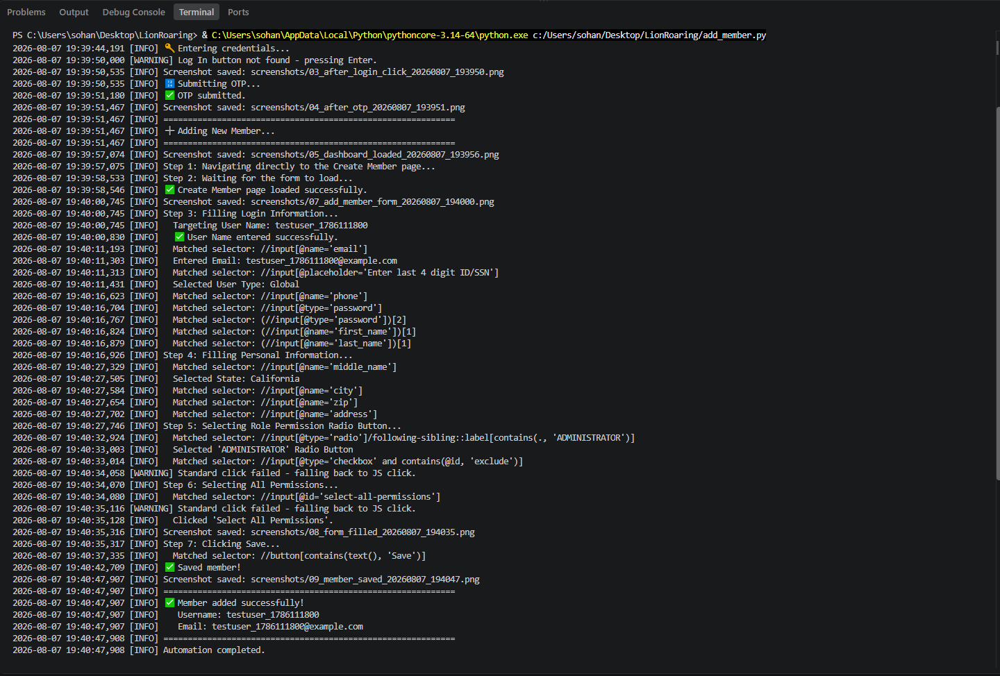 Problems Output Debug Console Terminal Ports
PS C:\Users\sohan\Desktop\LionRoaring> & C:\Users\sohan\AppData\Local\Python\pythoncore-3.14-64\python.exe c:/Users/sohan/Desktop/LionRoaring/add_member.py
2026-08-07 19:39:44,191 [INFO] 🔑 Entering credentials...
2026-08-07 19:39:50,000 [WARNING] Log In button not found - pressing Enter.
2026-08-07 19:39:50,535 [INFO] Screenshot saved: screenshots/03_after_login_click_20260807_193950.png
2026-08-07 19:39:50,535 [INFO] 🔢 Submitting OTP...
2026-08-07 19:39:51,180 [INFO] ✅ OTP submitted.
2026-08-07 19:39:51,467 [INFO] Screenshot saved: screenshots/04_after_otp_20260807_193951.png
2026-08-07 19:39:51,467 [INFO] ============================================================
2026-08-07 19:39:51,467 [INFO] ➕ Adding New Member...
2026-08-07 19:39:51,467 [INFO] ============================================================
2026-08-07 19:39:57,074 [INFO] Screenshot saved: screenshots/05_dashboard_loaded_20260807_193956.png
2026-08-07 19:39:57,075 [INFO] Step 1: Navigating directly to the Create Member page...
2026-08-07 19:39:58,533 [INFO] Step 2: Waiting for the form to load...
2026-08-07 19:39:58,546 [INFO] ✅ Create Member page loaded successfully.
2026-08-07 19:40:00,745 [INFO] Screenshot saved: screenshots/07_add_member_form_20260807_194000.png
2026-08-07 19:40:00,745 [INFO] Step 3: Filling Login Information...
2026-08-07 19:40:00,745 [INFO]   Targeting User Name: testuser_1786111800
2026-08-07 19:40:00,830 [INFO]   ✅ User Name entered successfully.
2026-08-07 19:40:11,193 [INFO]   Matched selector: //input[@name='email']
2026-08-07 19:40:11,303 [INFO]   Entered Email: testuser_1786111800@example.com
2026-08-07 19:40:11,313 [INFO]   Matched selector: //input[@placeholder='Enter last 4 digit ID/SSN']
2026-08-07 19:40:11,431 [INFO]   Selected User Type: Global
2026-08-07 19:40:16,623 [INFO]   Matched selector: //input[@name='phone']
2026-08-07 19:40:16,704 [INFO]   Matched selector: //input[@type='password']
2026-08-07 19:40:16,767 [INFO]   Matched selector: (//input[@type='password'])[2]
2026-08-07 19:40:16,824 [INFO]   Matched selector: (//input[@name='first_name'])[1]
2026-08-07 19:40:16,879 [INFO]   Matched selector: (//input[@name='last_name'])[1]
2026-08-07 19:40:16,926 [INFO] Step 4: Filling Personal Information...
2026-08-07 19:40:27,329 [INFO]   Matched selector: //input[@name='middle_name']
2026-08-07 19:40:27,505 [INFO]   Selected State: California
2026-08-07 19:40:27,584 [INFO]   Matched selector: //input[@name='city']
2026-08-07 19:40:27,654 [INFO]   Matched selector: //input[@name='zip']
2026-08-07 19:40:27,702 [INFO]   Matched selector: //input[@name='address']
2026-08-07 19:40:27,746 [INFO] Step 5: Selecting Role Permission Radio Button...
2026-08-07 19:40:32,924 [INFO]   Matched selector: //input[@type='radio']/following-sibling::label[contains(., 'ADMINISTRATOR')]
2026-08-07 19:40:33,003 [INFO]   Selected 'ADMINISTRATOR' Radio Button
2026-08-07 19:40:33,014 [INFO]   Matched selector: //input[@type='checkbox' and contains(@id, 'exclude')]
2026-08-07 19:40:34,058 [WARNING] Standard click failed - falling back to JS click.
2026-08-07 19:40:34,070 [INFO] Step 6: Selecting All Permissions...
2026-08-07 19:40:34,080 [INFO]   Matched selector: //input[@id='select-all-permissions']
2026-08-07 19:40:35,116 [WARNING] Standard click failed - falling back to JS click.
2026-08-07 19:40:35,128 [INFO]   Clicked 'Select All Permissions'.
2026-08-07 19:40:35,316 [INFO] Screenshot saved: screenshots/08_form_filled_20260807_194035.png
2026-08-07 19:40:35,317 [INFO] Step 7: Clicking Save...
2026-08-07 19:40:37,335 [INFO]   Matched selector: //button[contains(text(), 'Save')]
2026-08-07 19:40:42,709 [INFO] ✅ Saved member!
2026-08-07 19:40:47,907 [INFO] Screenshot saved: screenshots/09_member_saved_20260807_194047.png
2026-08-07 19:40:47,907 [INFO] ============================================================
2026-08-07 19:40:47,907 [INFO] ✅ Member added successfully!
2026-08-07 19:40:47,907 [INFO]    Username: testuser_1786111800
2026-08-07 19:40:47,907 [INFO]    Email: testuser_1786111800@example.com
2026-08-07 19:40:47,908 [INFO] ============================================================
2026-08-07 19:40:47,908 [INFO] Automation completed.